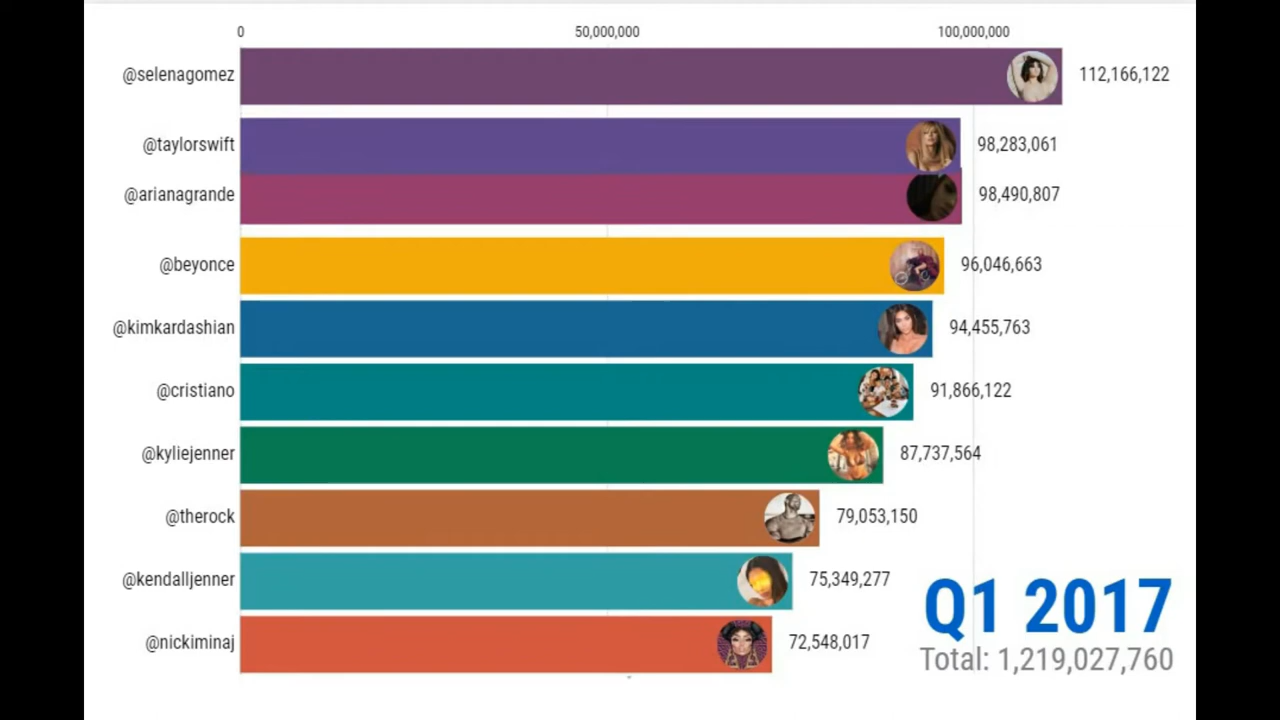 0 50,000,000 100,000,000
@selenagomez 112,166,122
@taylorswift 98,283,061
@arianagrande 98,490,807
@beyonce 96,046,663
@kimkardashian 94,455,763
@cristiano 91,866,122
@kyliejenner 87,737,564
@therock 79,053,150
@kendalljenner 75,349,277
@nickiminaj 72,548,017
Q1 2017
Total: 1,219,027,760